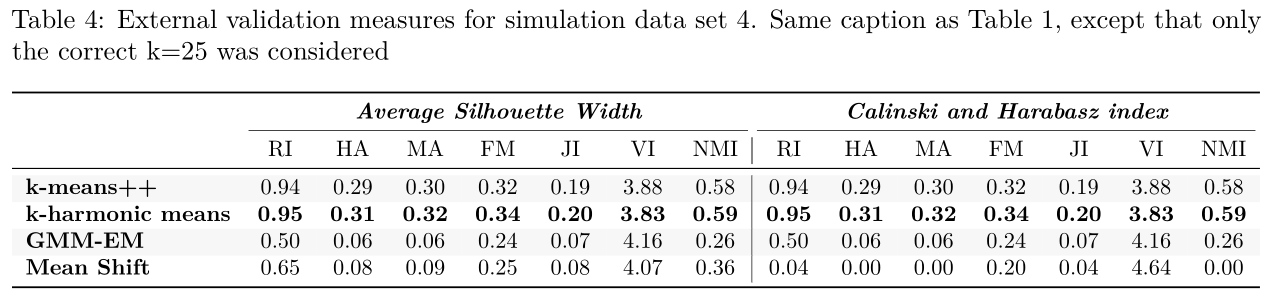 Table 4: External validation measures for simulation data set 4. Same caption as Table 1, except that only
the correct k=25 was considered
Average Silhouette Width Calinski and Harabasz index
RI HA MA FM JI VI NMI RI HA MA FM JI VI NMI
k-means++ 0.94 0.29 0.30 0.32 0.19 3.88 0.58 0.94 0.29 0.30 0.32 0.19 3.88 0.58
k-harmonic means 0.95 0.31 0.32 0.34 0.20 3.83 0.59 0.95 0.31 0.32 0.34 0.20 3.83 0.59
GMM-EM 0.50 0.06 0.06 0.24 0.07 4.16 0.26 0.50 0.06 0.06 0.24 0.07 4.16 0.26
Mean Shift 0.65 0.08 0.09 0.25 0.08 4.07 0.36 0.04 0.00 0.00 0.20 0.04 4.64 0.00